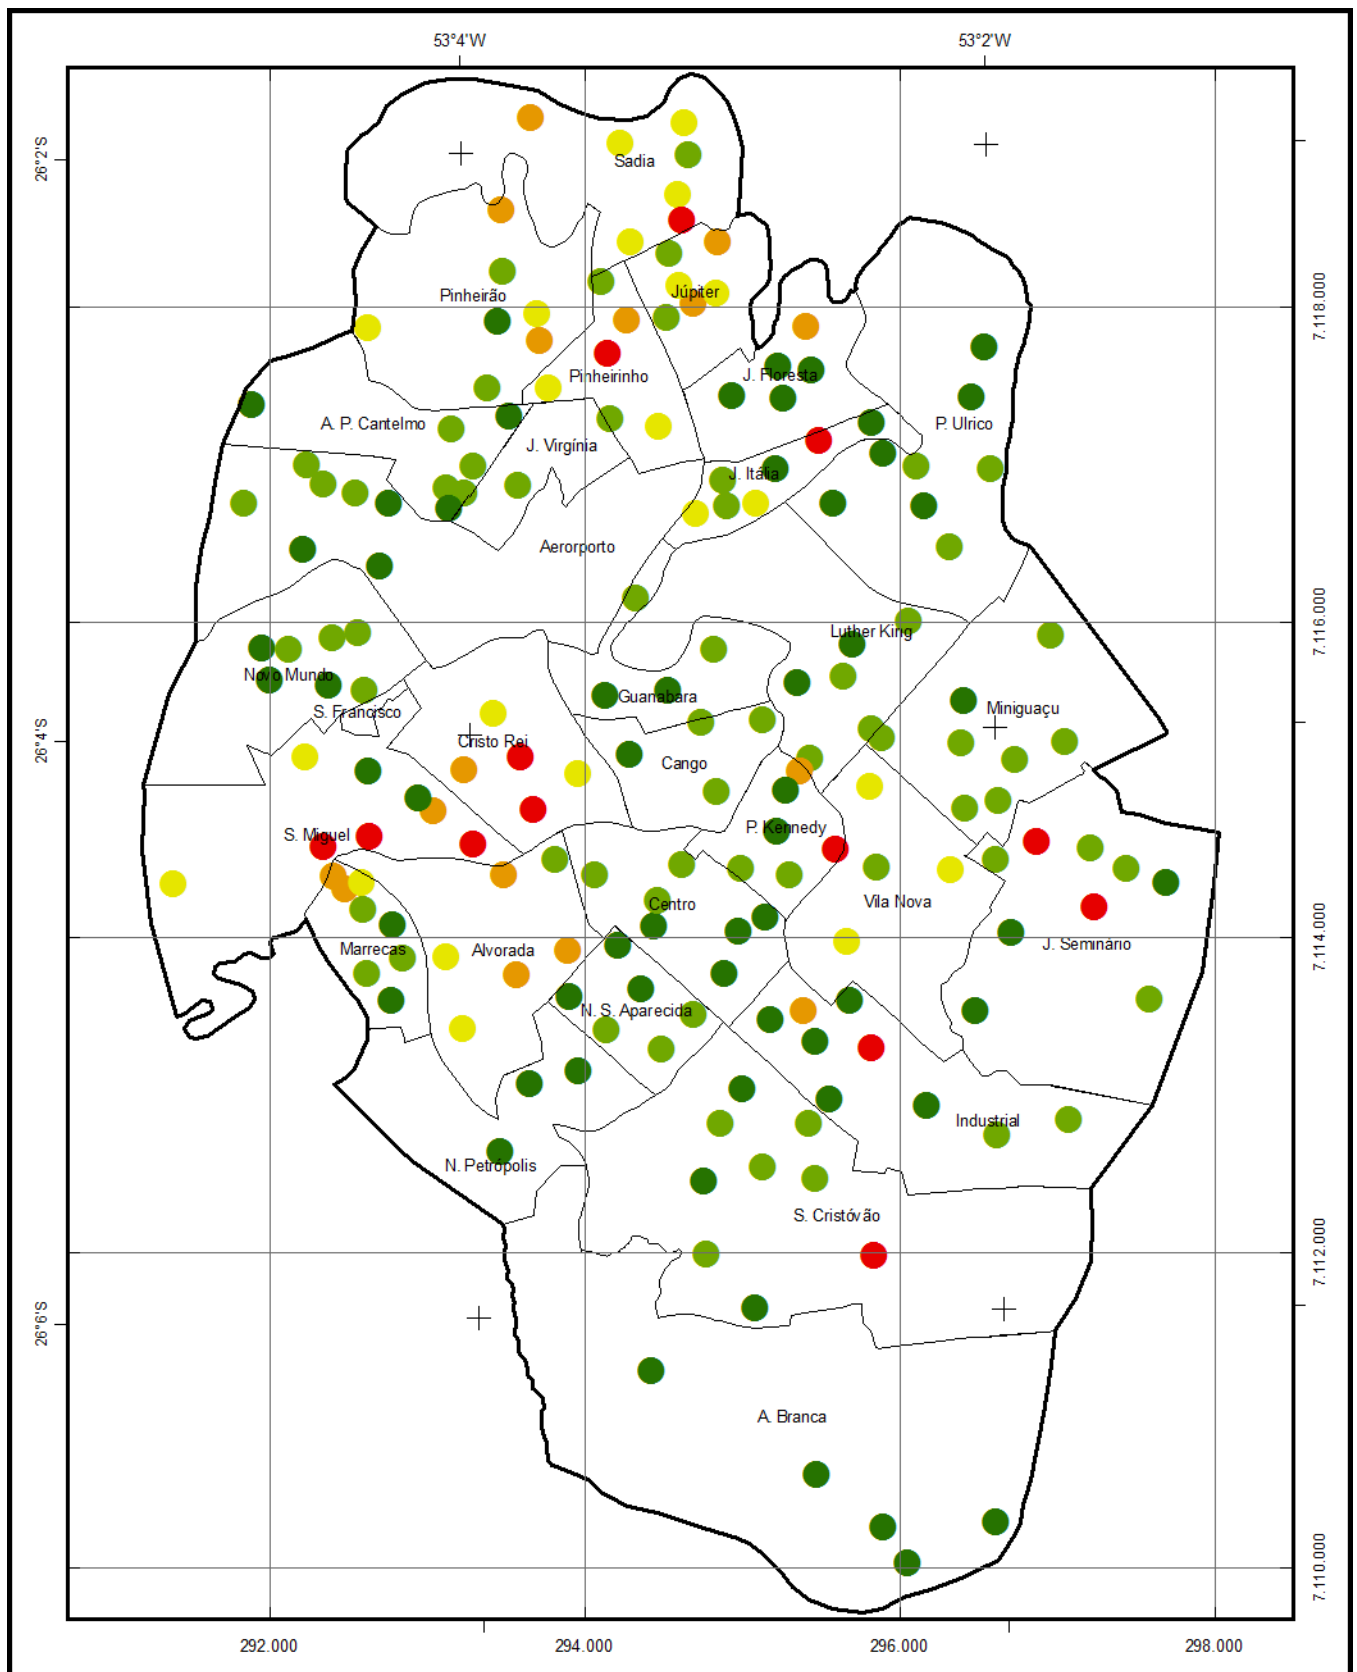 53°4'W
53°2'W
26°2'S
Sadia
Pinheirão
Júpiter
7.118.000
Pinheirinho
J. Floresta
A. P. Cantelmo
P. Ulrico
J. Virgínia
J. Itália
Aerorporto
7.116.000
Luther King
Novo Mundo
Guanabara
S. Francisco
Miniguaçu
26°4'S
Cristo Rei
Cango
S. Miguel
P. Kennedy
Centro
Vila Nova
7.114.000
Marrecas
Alvorada
J. Seminário
N. S. Aparecida
Industrial
N. Petrópolis
S. Cristóvão
7.112.000
26°6'S
A. Branca
7.110.000
292.000
294.000
296.000
298.000